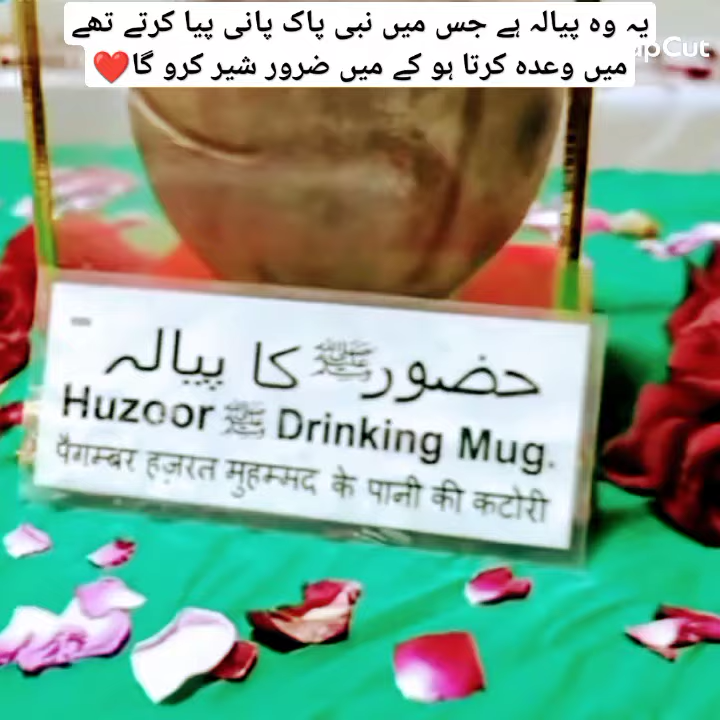 یہ وہ پیالہ ہے جس میں نبی پاک پانی پیا کرتے تھے
pCut
میں وعدہ کرتا ہو کے میں ضرور شیر کرو گا❤️
حضورﷺ کا پیالہ
Huzoor ﷺ Drinking Mug.
पैगम्बर हज़रत मुहम्मद के पानी की कटोरी